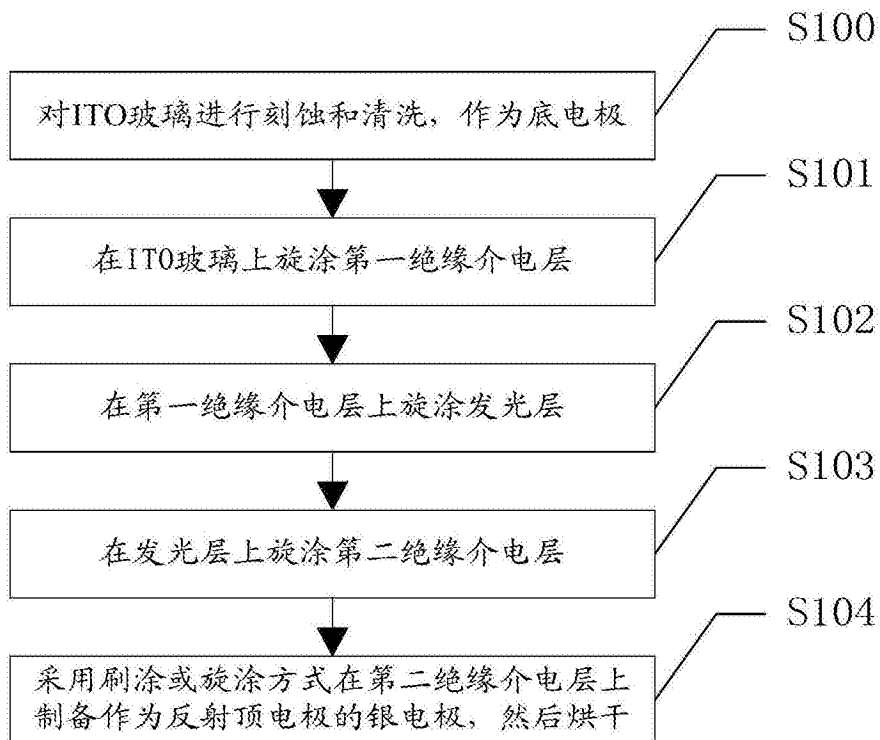 S100
对ITO玻璃进行刻蚀和清洗，作为底电极
S101
在ITO玻璃上旋涂第一绝缘介电层
S102
在第一绝缘介电层上旋涂发光层
S103
在发光层上旋涂第二绝缘介电层
S104
采用刷涂或旋涂方式在第二绝缘介电层上
制备作为反射顶电极的银电极，然后烘干